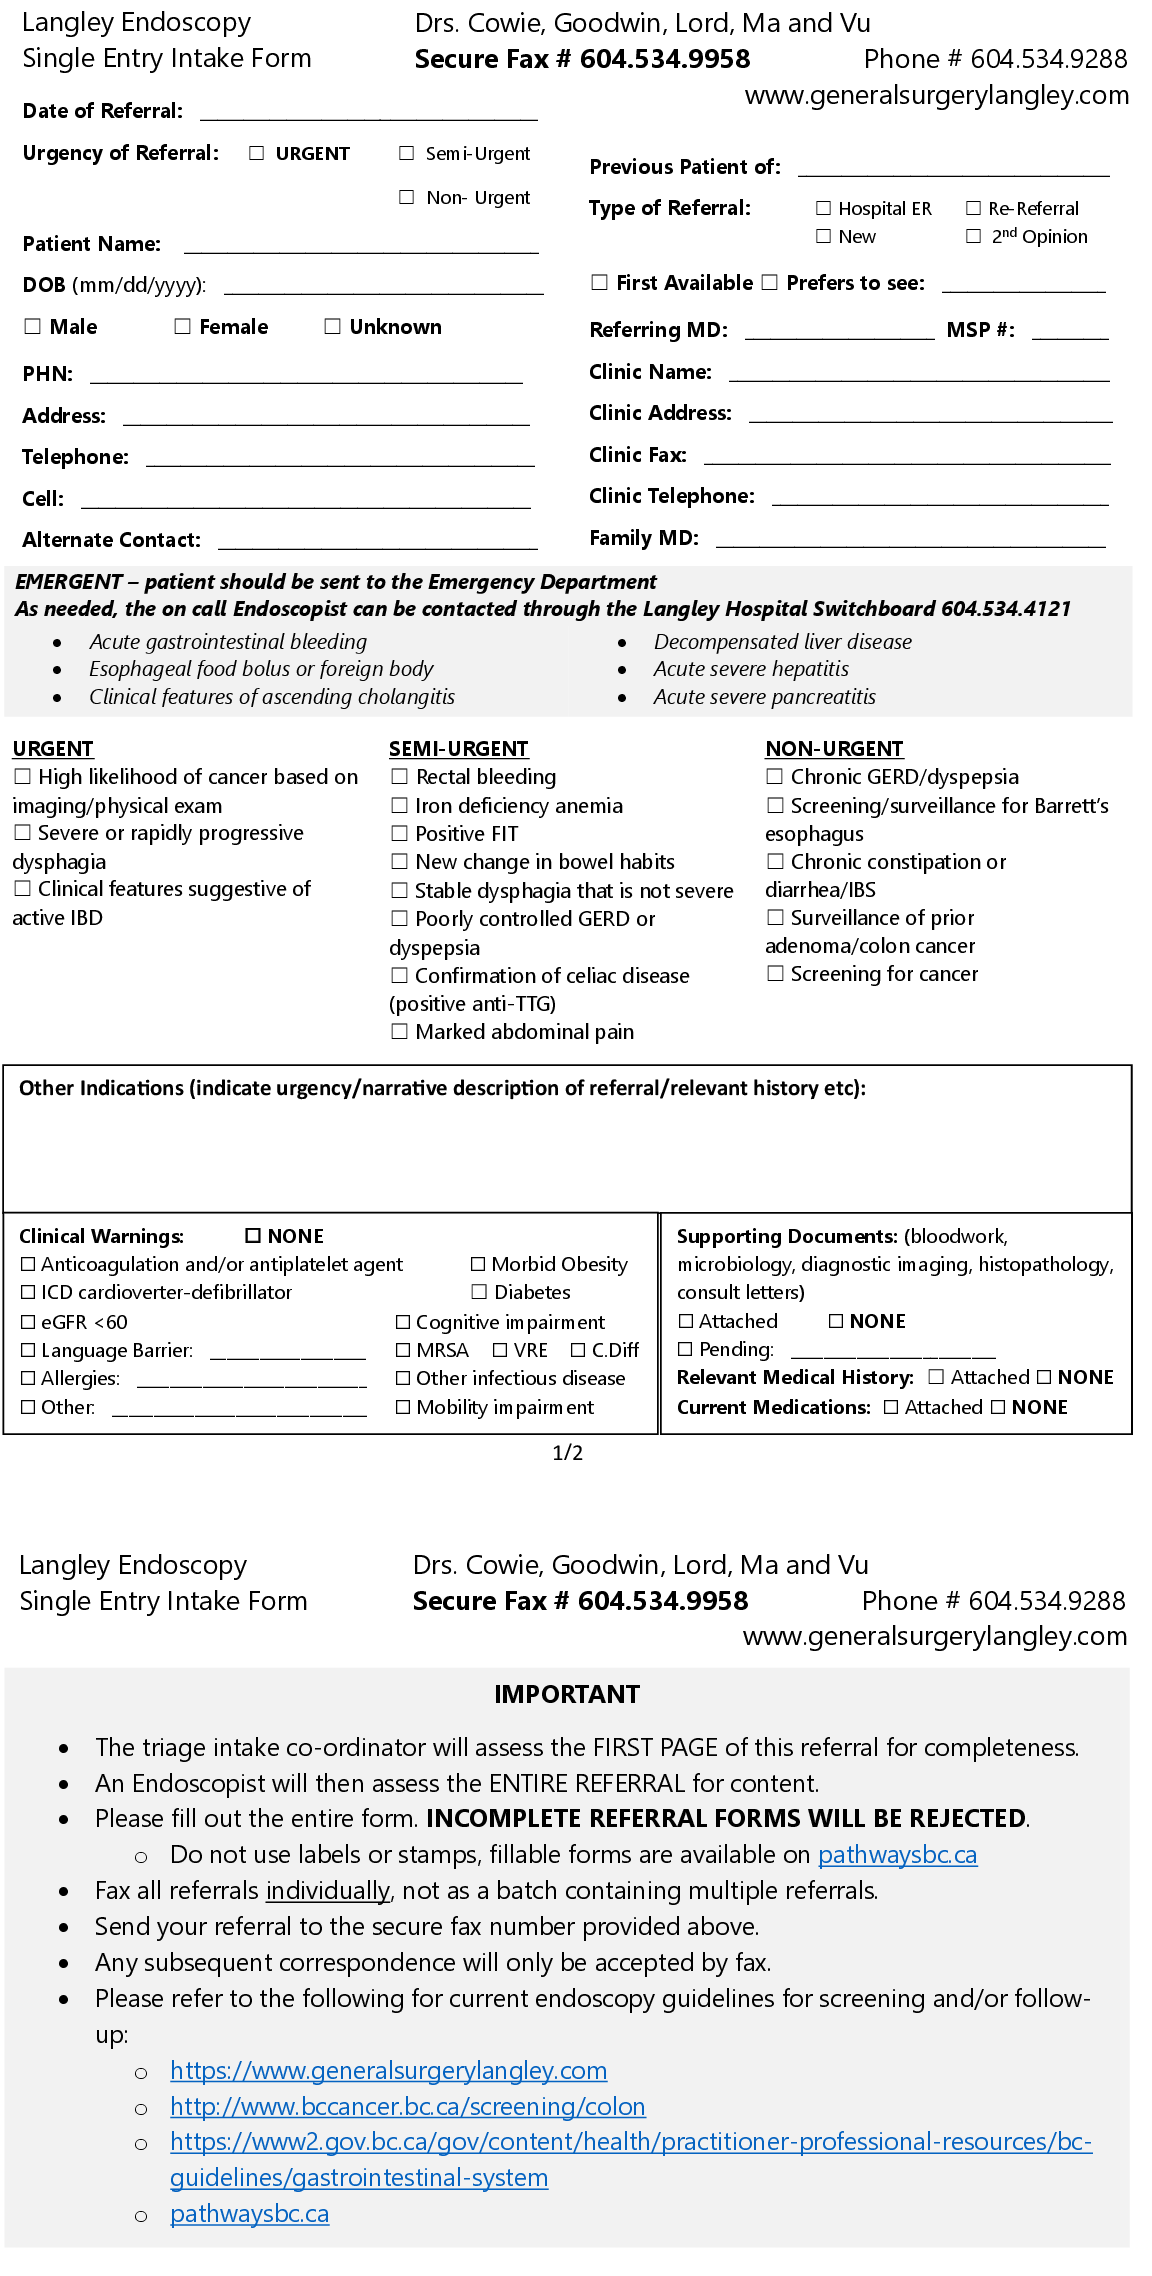 Langley Endoscopy
Single Entry Intake Form
Drs. Cowie, Goodwin, Lord, Ma and Vu
Secure Fax # 604.534.9958 Phone # 604.534.9288
www.generalsurgerylangley.com
Date of Referral: ____________________
Urgency of Referral: ☐ URGENT ☐ Semi-Urgent
☐ Non- Urgent
Patient Name: ____________________
DOB (mm/dd/yyyy): ____________________
☐ Male ☐ Female ☐ Unknown
PHN: ____________________
Address: ____________________
Telephone: ____________________
Cell: ____________________
Alternate Contact: ____________________
Previous Patient of: ____________________
Type of Referral: ☐ Hospital ER ☐ Re-Referral
☐ New ☐ 2nd Opinion
☐ First Available ☐ Prefers to see: ____________
Referring MD: ______________ MSP #: ______
Clinic Name: ____________________
Clinic Address: ____________________
Clinic Fax: ____________________
Clinic Telephone: ____________________
Family MD: ____________________
EMERGENT – patient should be sent to the Emergency Department
As needed, the on call Endoscopist can be contacted through the Langley Hospital Switchboard 604.534.4121
• Acute gastrointestinal bleeding
• Esophageal food bolus or foreign body
• Clinical features of ascending cholangitis
• Decompensated liver disease
• Acute severe hepatitis
• Acute severe pancreatitis
URGENT
☐ High likelihood of cancer based on
imaging/physical exam
☐ Severe or rapidly progressive
dysphagia
☐ Clinical features suggestive of
active IBD
SEMI-URGENT
☐ Rectal bleeding
☐ Iron deficiency anemia
☐ Positive FIT
☐ New change in bowel habits
☐ Stable dysphagia that is not severe
☐ Poorly controlled GERD or
dyspepsia
☐ Confirmation of celiac disease
(positive anti-TTG)
☐ Marked abdominal pain
NON-URGENT
☐ Chronic GERD/dyspepsia
☐ Screening/surveillance for Barrett’s
esophagus
☐ Chronic constipation or
diarrhea/IBS
☐ Surveillance of prior
adenoma/colon cancer
☐ Screening for cancer
Other Indications (indicate urgency/narrative description of referral/relevant history etc):
Clinical Warnings: ☐ NONE
☐ Anticoagulation and/or antiplatelet agent ☐ Morbid Obesity
☐ ICD cardioverter-defibrillator ☐ Diabetes
☐ eGFR <60 ☐ Cognitive impairment
☐ Language Barrier: ______________ ☐ MRSA ☐ VRE ☐ C.Diff
☐ Allergies: ____________________ ☐ Other infectious disease
☐ Other: ______________________ ☐ Mobility impairment
Supporting Documents: (bloodwork,
microbiology, diagnostic imaging, histopathology,
consult letters)
☐ Attached ☐ NONE
☐ Pending: __________________
Relevant Medical History: ☐ Attached ☐ NONE
Current Medications: ☐ Attached ☐ NONE
1/2
Langley Endoscopy
Single Entry Intake Form
Drs. Cowie, Goodwin, Lord, Ma and Vu
Secure Fax # 604.534.9958 Phone # 604.534.9288
www.generalsurgerylangley.com
IMPORTANT
• The triage intake co-ordinator will assess the FIRST PAGE of this referral for completeness.
• An Endoscopist will then assess the ENTIRE REFERRAL for content.
• Please fill out the entire form. INCOMPLETE REFERRAL FORMS WILL BE REJECTED.
o Do not use labels or stamps, fillable forms are available on pathwaysbc.ca
• Fax all referrals individually, not as a batch containing multiple referrals.
• Send your referral to the secure fax number provided above.
• Any subsequent correspondence will only be accepted by fax.
• Please refer to the following for current endoscopy guidelines for screening and/or follow-
up:
o https://www.generalsurgerylangley.com
o http://www.bccancer.bc.ca/screening/colon
o https://www2.gov.bc.ca/gov/content/health/practitioner-professional-resources/bc-
guidelines/gastrointestinal-system
o pathwaysbc.ca